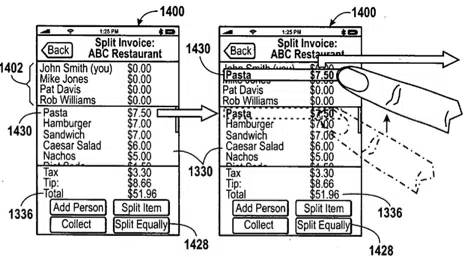 1400
1:25 PM
Back
Split Invoice:
ABC Restaurant
1402
John Smith (you) $0.00
Mike Jones $0.00
Pat Davis $0.00
Rob Williams $0.00
1430
Pasta $7.50
Hamburger $7.00
Sandwich $7.00
Caesar Salad $6.00
Nachos $5.00
1330
Tax $3.30
Tip: $8.66
1336
Total $51.96
Add Person
Split Item
Collect
Split Equally
1428
1400
1:25 PM
1430
Back
Split Invoice:
ABC Restaurant
John Smith (you) $0.00
Pasta $7.50
Mike Jones
Pat Davis $0.00
Rob Williams $0.00
Pasta $7.50
Hamburger $7.00
Sandwich $7.00
Caesar Salad $6.00
Nachos $5.00
Tax $3.30
Tip: $8.66
Total $51.96
1336
Add Person
Split Item
Collect
Split Equally
1428